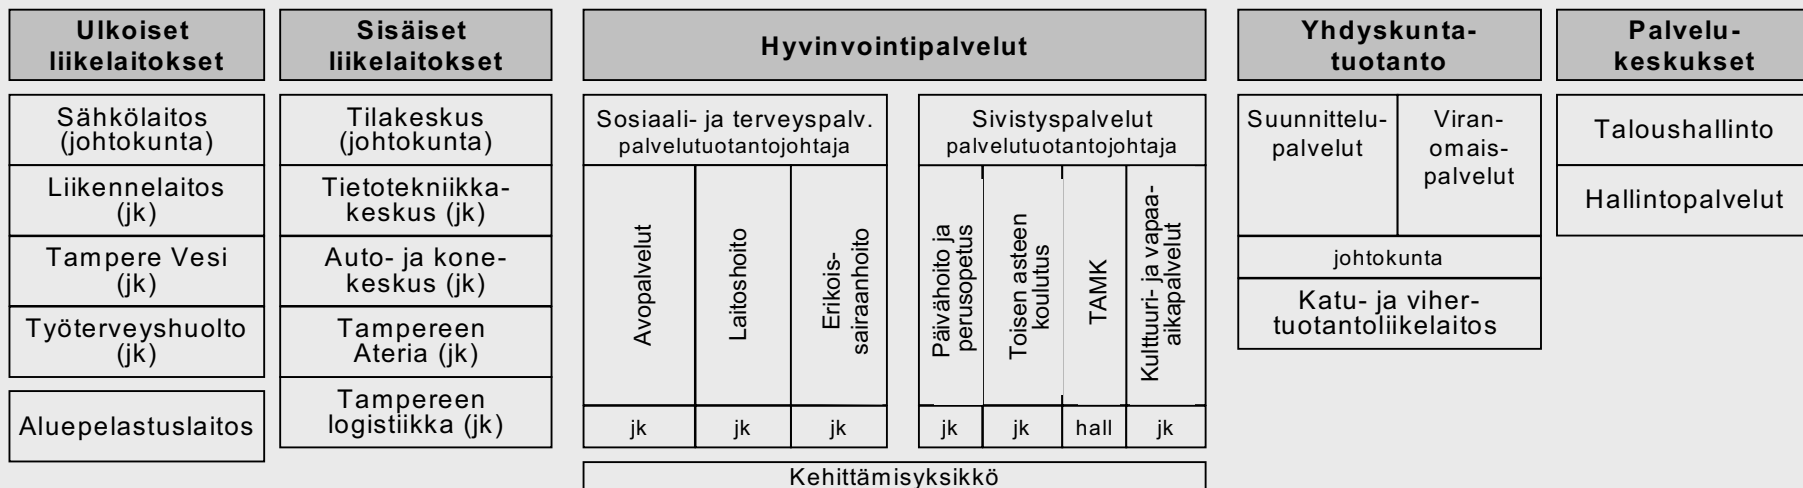 Ulkoiset
liikelaitokset
Sisäiset
liikelaitokset
Hyvinvointipalvelut
Yhdyskunta-
tuotanto
Palvelu-
keskukset
Sähkölaitos
(johtokunta)
Liikennelaitos
(jk)
Tampere Vesi
(jk)
Työterveyshuolto
(jk)
Aluepelastuslaitos
Tilakeskus
(johtokunta)
Tietotekniikka-
keskus (jk)
Auto- ja kone-
keskus (jk)
Tampereen
Ateria (jk)
Tampereen
logistiikka (jk)
Sosiaali- ja terveyspalv.
palvelutuotantojohtaja
Avopalvelut
Laitoshoito
Erikois-
sairaanhoito
jk
jk
jk
Sivistyspalvelut
palvelutuotantojohtaja
Päivähoito ja
perusopetus
Toisen asteen
koulutus
TAMK
Kulttuuri- ja vapaa-
aikapalvelut
jk
jk
hall
jk
Kehittämisyksikkö
Suunnittelu-
palvelut
Viran-
omais-
palvelut
johtokunta
Katu- ja viher-
tuotantoliikelaitos
Taloushallinto
Hallintopalvelut